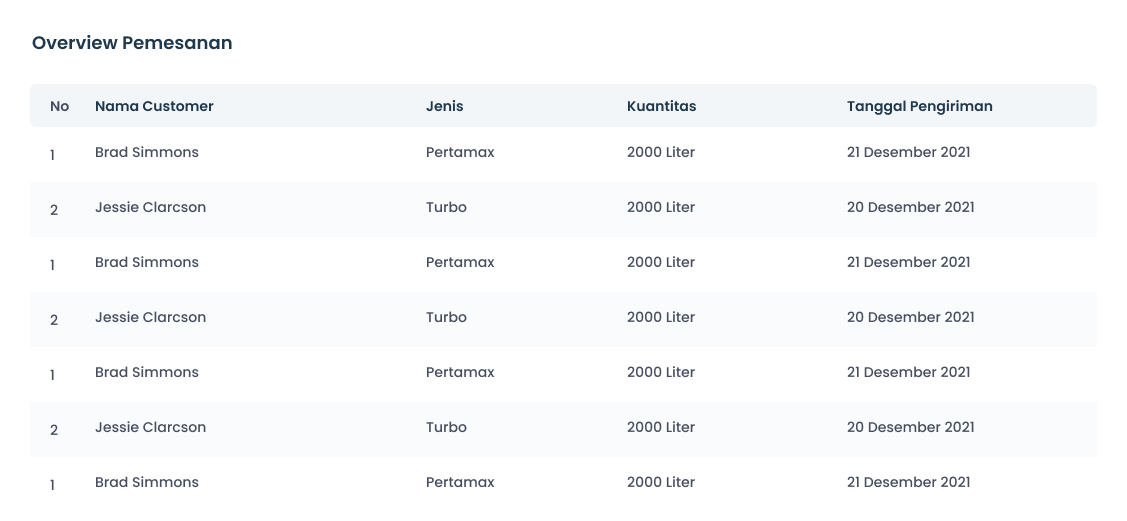 Overview Pemesanan
No Nama Customer Jenis Kuantitas Tanggal Pengiriman
1 Brad Simmons Pertamax 2000 Liter 21 Desember 2021
2 Jessie Clarcson Turbo 2000 Liter 20 Desember 2021
1 Brad Simmons Pertamax 2000 Liter 21 Desember 2021
2 Jessie Clarcson Turbo 2000 Liter 20 Desember 2021
1 Brad Simmons Pertamax 2000 Liter 21 Desember 2021
2 Jessie Clarcson Turbo 2000 Liter 20 Desember 2021
1 Brad Simmons Pertamax 2000 Liter 21 Desember 2021